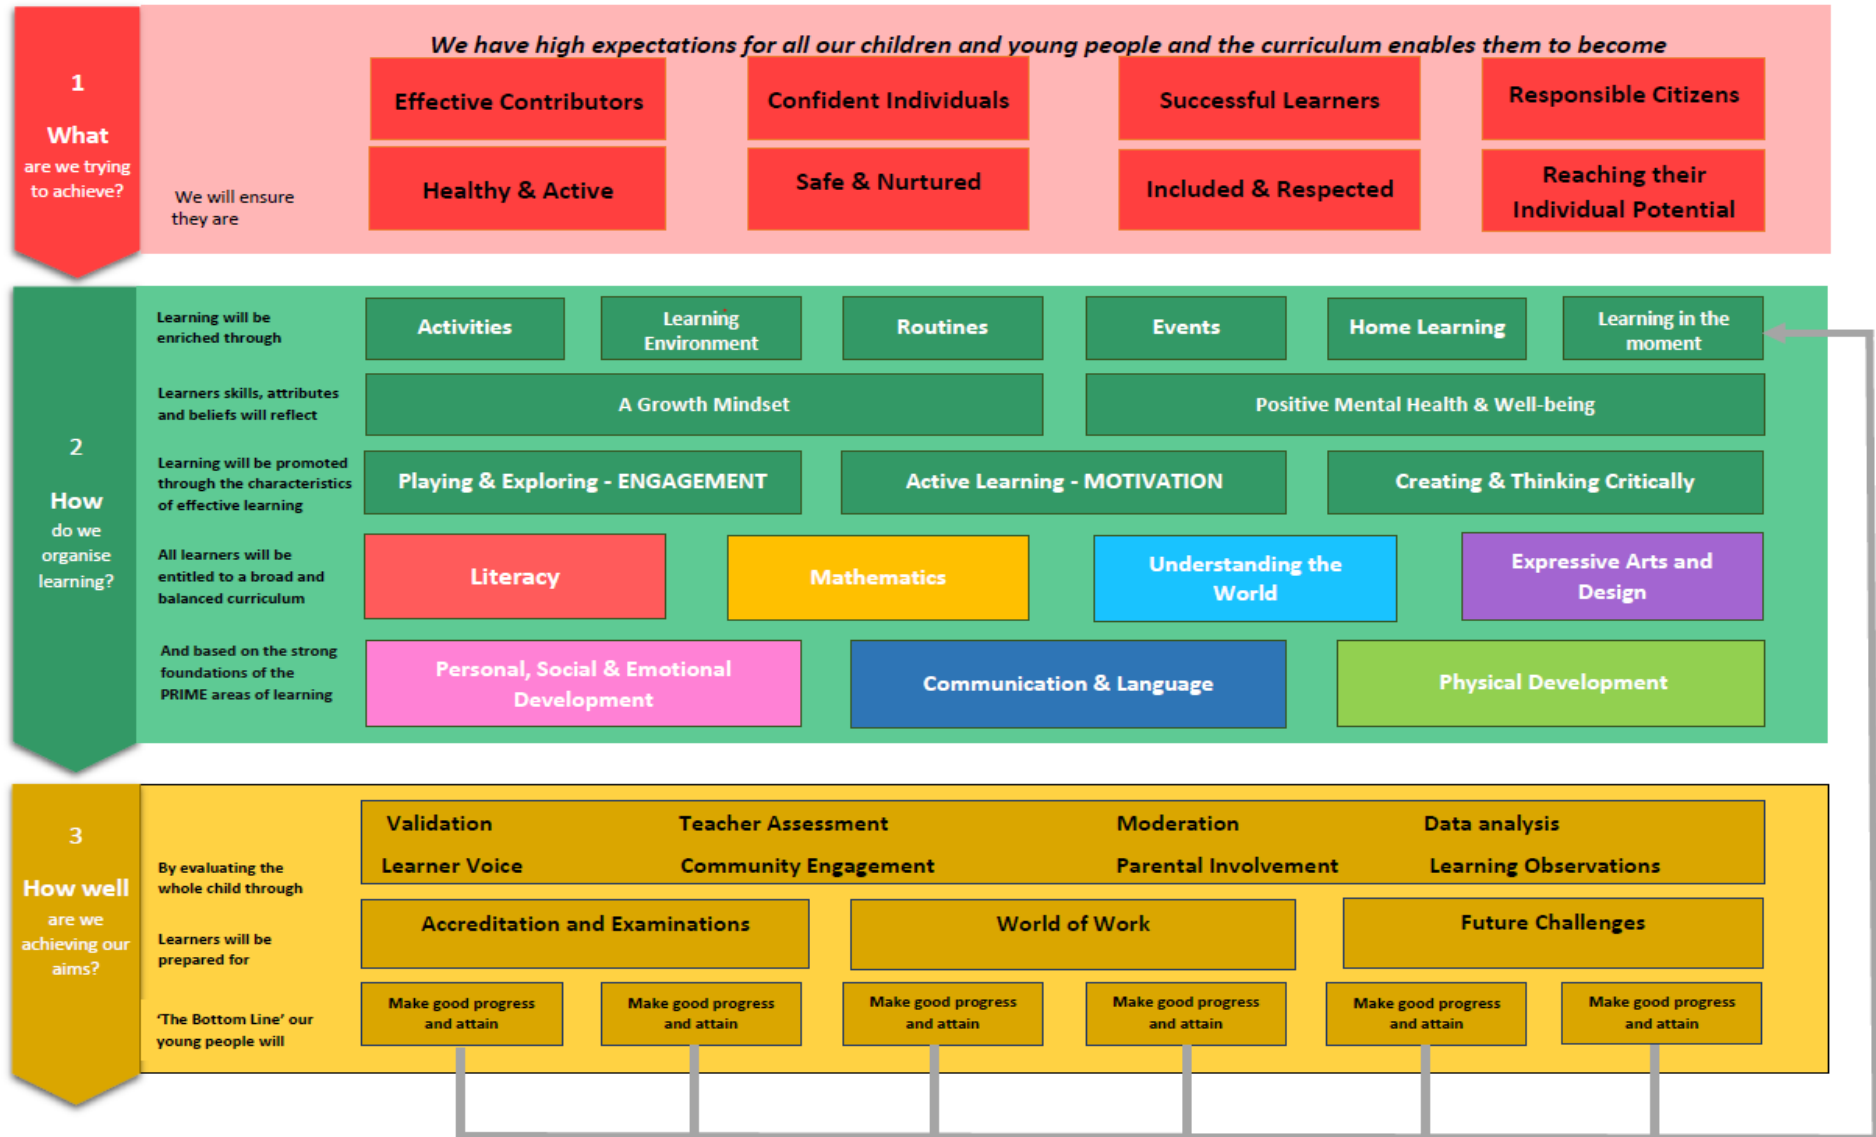 1
What
are we trying
to achieve?
We have high expectations for all our children and young people and the curriculum enables them to become
Effective Contributors
Confident Individuals
Successful Learners
Responsible Citizens
We will ensure
they are
Healthy & Active
Safe & Nurtured
Included & Respected
Reaching their
Individual Potential
2
How
do we
organise
learning?
Learning will be
enriched through
Activities
Learning
Environment
Routines
Events
Home Learning
Learning in the
moment
Learners skills, attributes
and beliefs will reflect
A Growth Mindset
Positive Mental Health & Well-being
Learning will be promoted
through the characteristics
of effective learning
Playing & Exploring - ENGAGEMENT
Active Learning - MOTIVATION
Creating & Thinking Critically
All learners will be
entitled to a broad and
balanced curriculum
Literacy
Mathematics
Understanding the
World
Expressive Arts and
Design
And based on the strong
foundations of the
PRIME areas of learning
Personal, Social & Emotional
Development
Communication & Language
Physical Development
3
How well
are we
achieving our
aims?
By evaluating the
whole child through
Validation
Teacher Assessment
Moderation
Data analysis
Learner Voice
Community Engagement
Parental Involvement
Learning Observations
Learners will be
prepared for
Accreditation and Examinations
World of Work
Future Challenges
‘The Bottom Line’ our
young people will
Make good progress
and attain
Make good progress
and attain
Make good progress
and attain
Make good progress
and attain
Make good progress
and attain
Make good progress
and attain